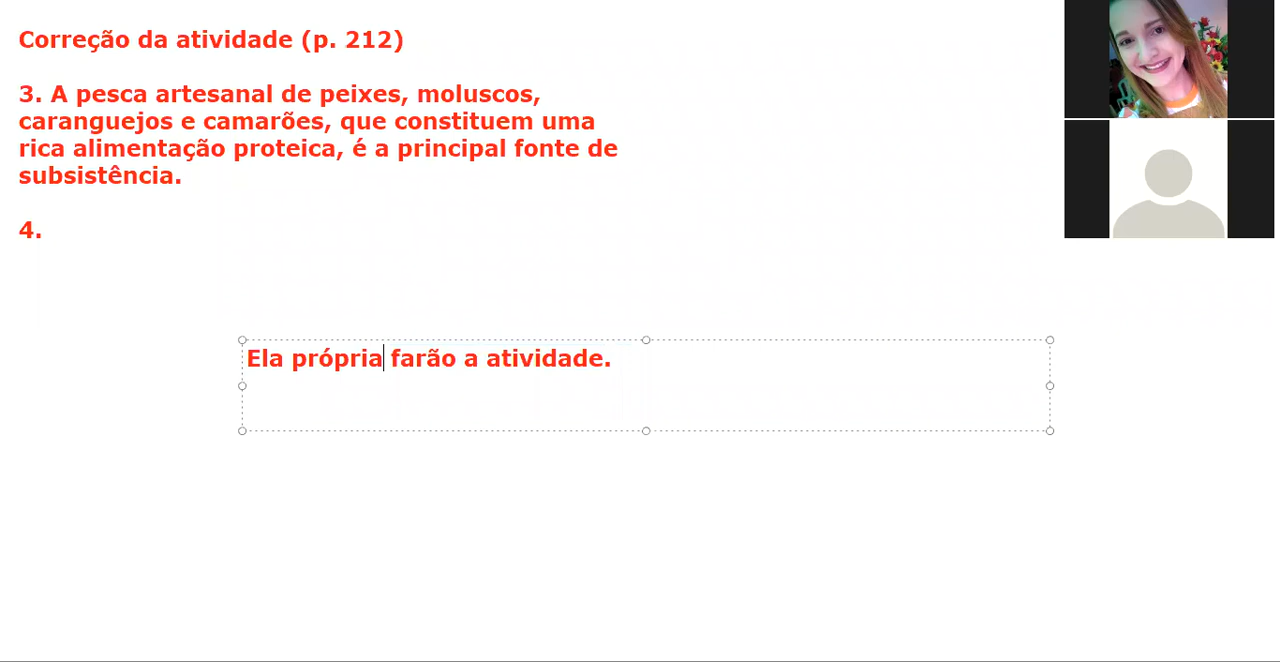 Correção da atividade (p. 212)
3. A pesca artesanal de peixes, moluscos,
caranguejos e camarões, que constituem uma
rica alimentação proteica, é a principal fonte de
subsistência.
4.
Ela própria farão a atividade.